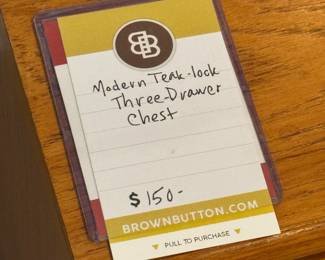 BB
Modern Teak-look
Three-Drawer
Chest
$150-
BROWNBUTTON.COM
PULL TO PURCHASE